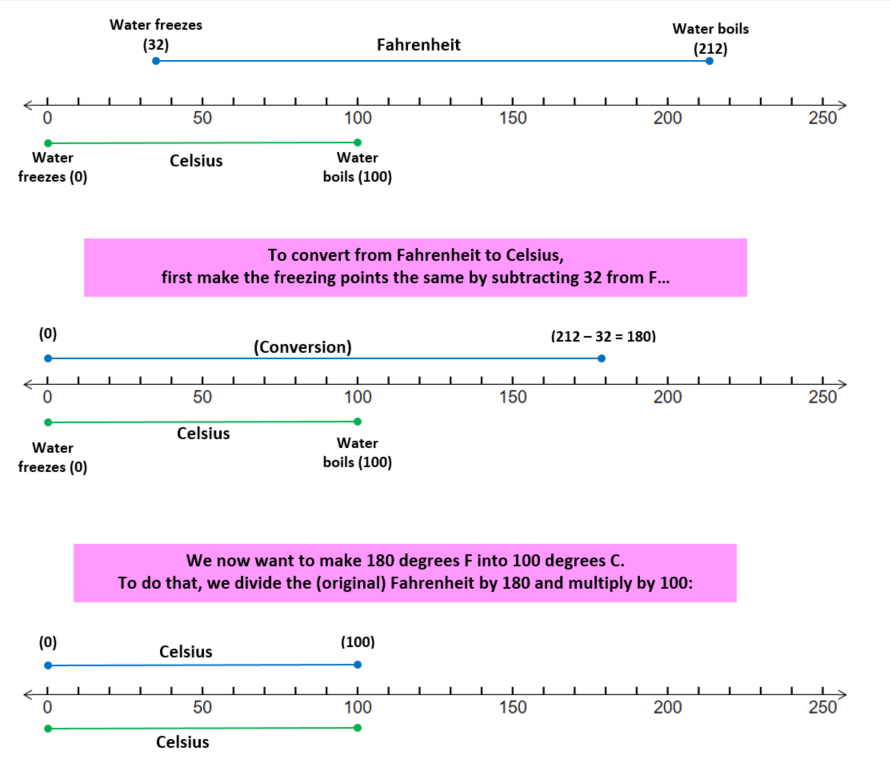 Water freezes
(32)
Fahrenheit
Water boils
(212)
0 50 100 150 200 250
Water
freezes (0)
Celsius
Water
boils (100)
To convert from Fahrenheit to Celsius,
first make the freezing points the same by subtracting 32 from F...
(0)
(Conversion)
(212 – 32 = 180)
0 50 100 150 200 250
Water
freezes (0)
Celsius
Water
boils (100)
We now want to make 180 degrees F into 100 degrees C.
To do that, we divide the (original) Fahrenheit by 180 and multiply by 100:
(0)
Celsius
(100)
0 50 100 150 200 250
Celsius